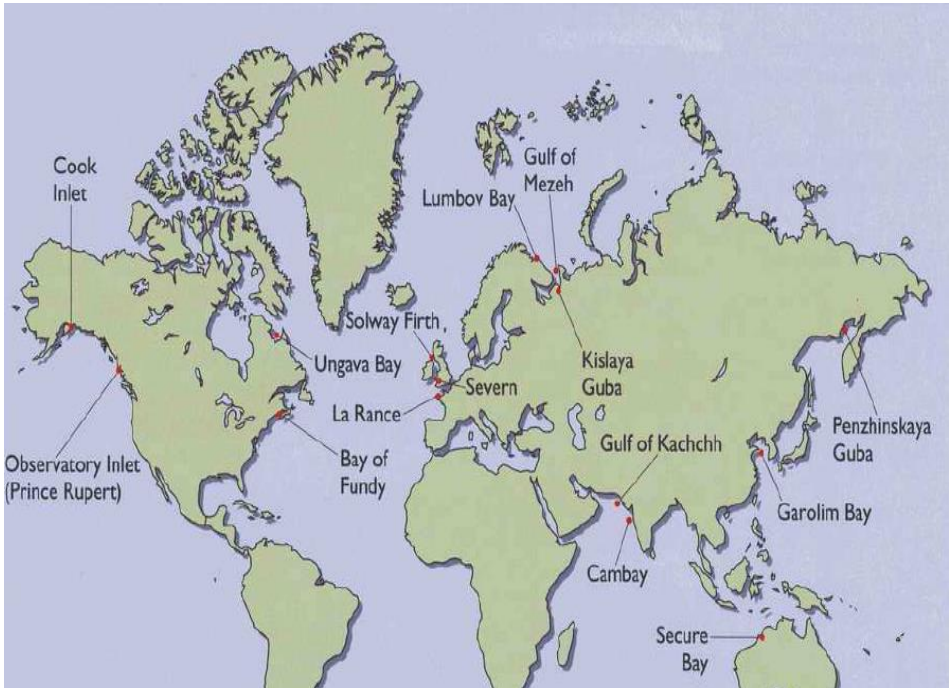 Cook
Inlet
Gulf of
Mezeh
Lumbov Bay
Solway Firth
Ungava Bay
Severn
Kislaya
Guba
La Rance
Observatory Inlet
(Prince Rupert)
Bay of
Fundy
Gulf of Kachchh
Penzhinskaya
Guba
Garolim Bay
Cambay
Secure
Bay